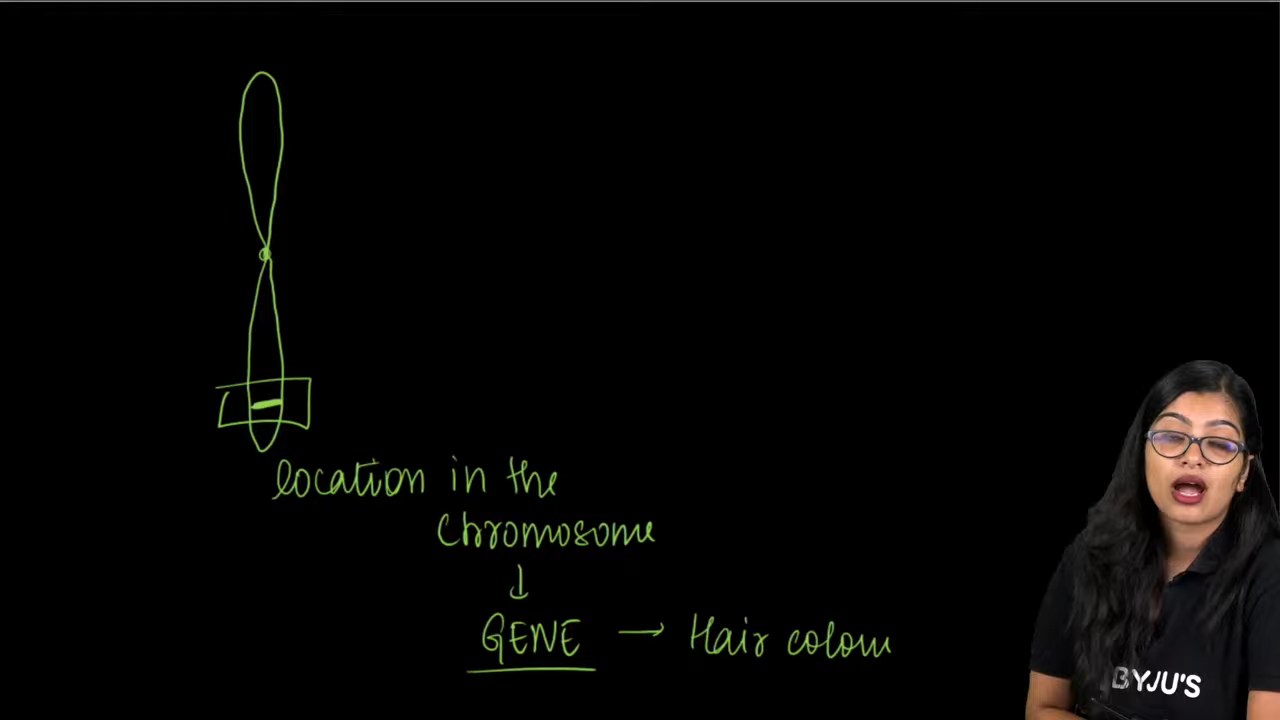 location in the
chromosome
↓
GENE → Hair colour
BYJU'S